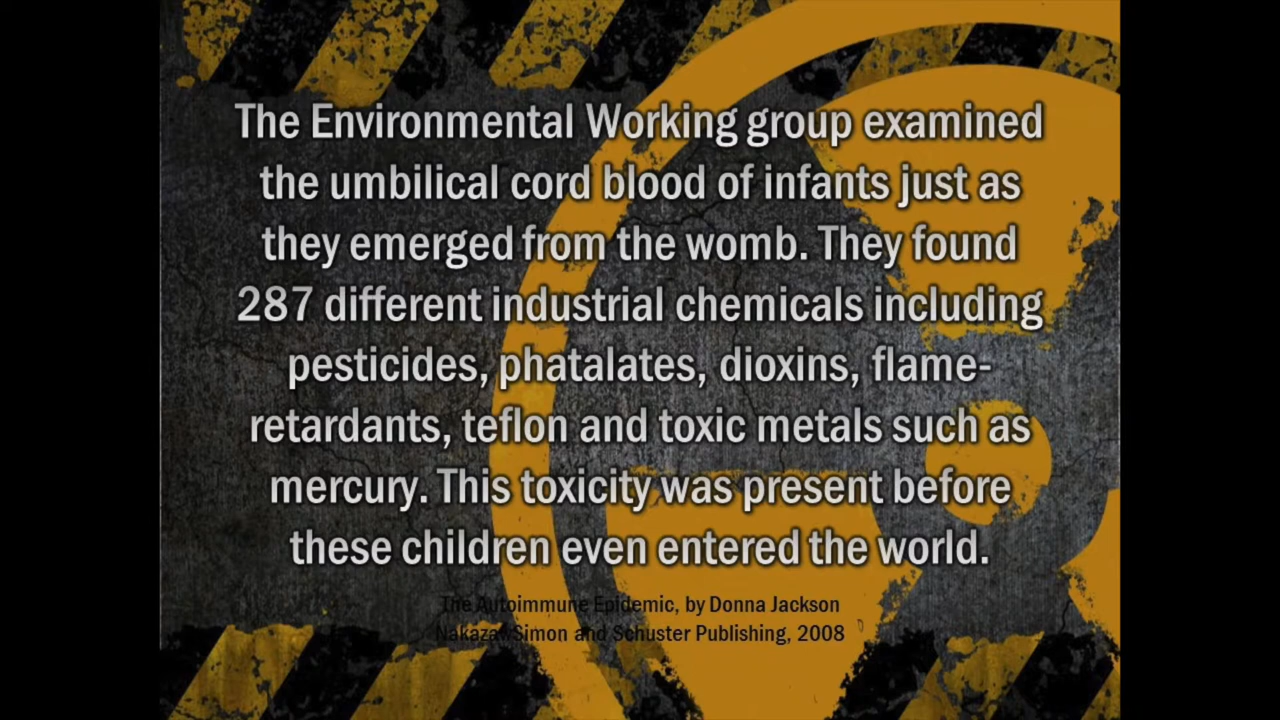 The Environmental Working group examined
the umbilical cord blood of infants just as
they emerged from the womb. They found
287 different industrial chemicals including
pesticides, phatalates, dioxins, flame-
retardants, teflon and toxic metals such as
mercury. This toxicity was present before
these children even entered the world.
The Autoimmune Epidemic, by Donna Jackson
Nakazaw Simon and Schuster Publishing, 2008